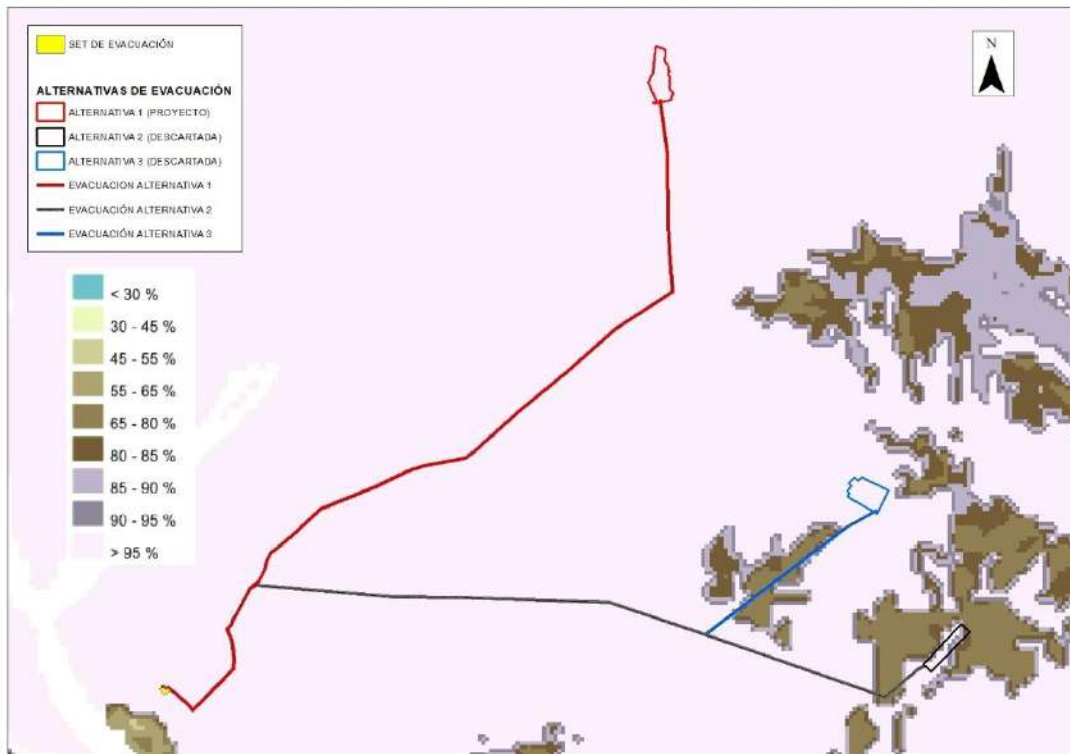 SET DE EVACUACIÓN
ALTERNATIVAS DE EVACUACIÓN
ALTERNATIVA 1 (PROYECTO)
ALTERNATIVA 2 (DESCARTADA)
ALTERNATIVA 3 (DESCARTADA)
EVACUACION ALTERNATIVA 1
EVACUACIÓN ALTERNATIVA 2
EVACUACIÓN ALTERNATIVA 3
N
< 30 %
30 - 45 %
45 - 55 %
55 - 65 %
65 - 80 %
80 - 85 %
85 - 90 %
90 - 95 %
> 95 %